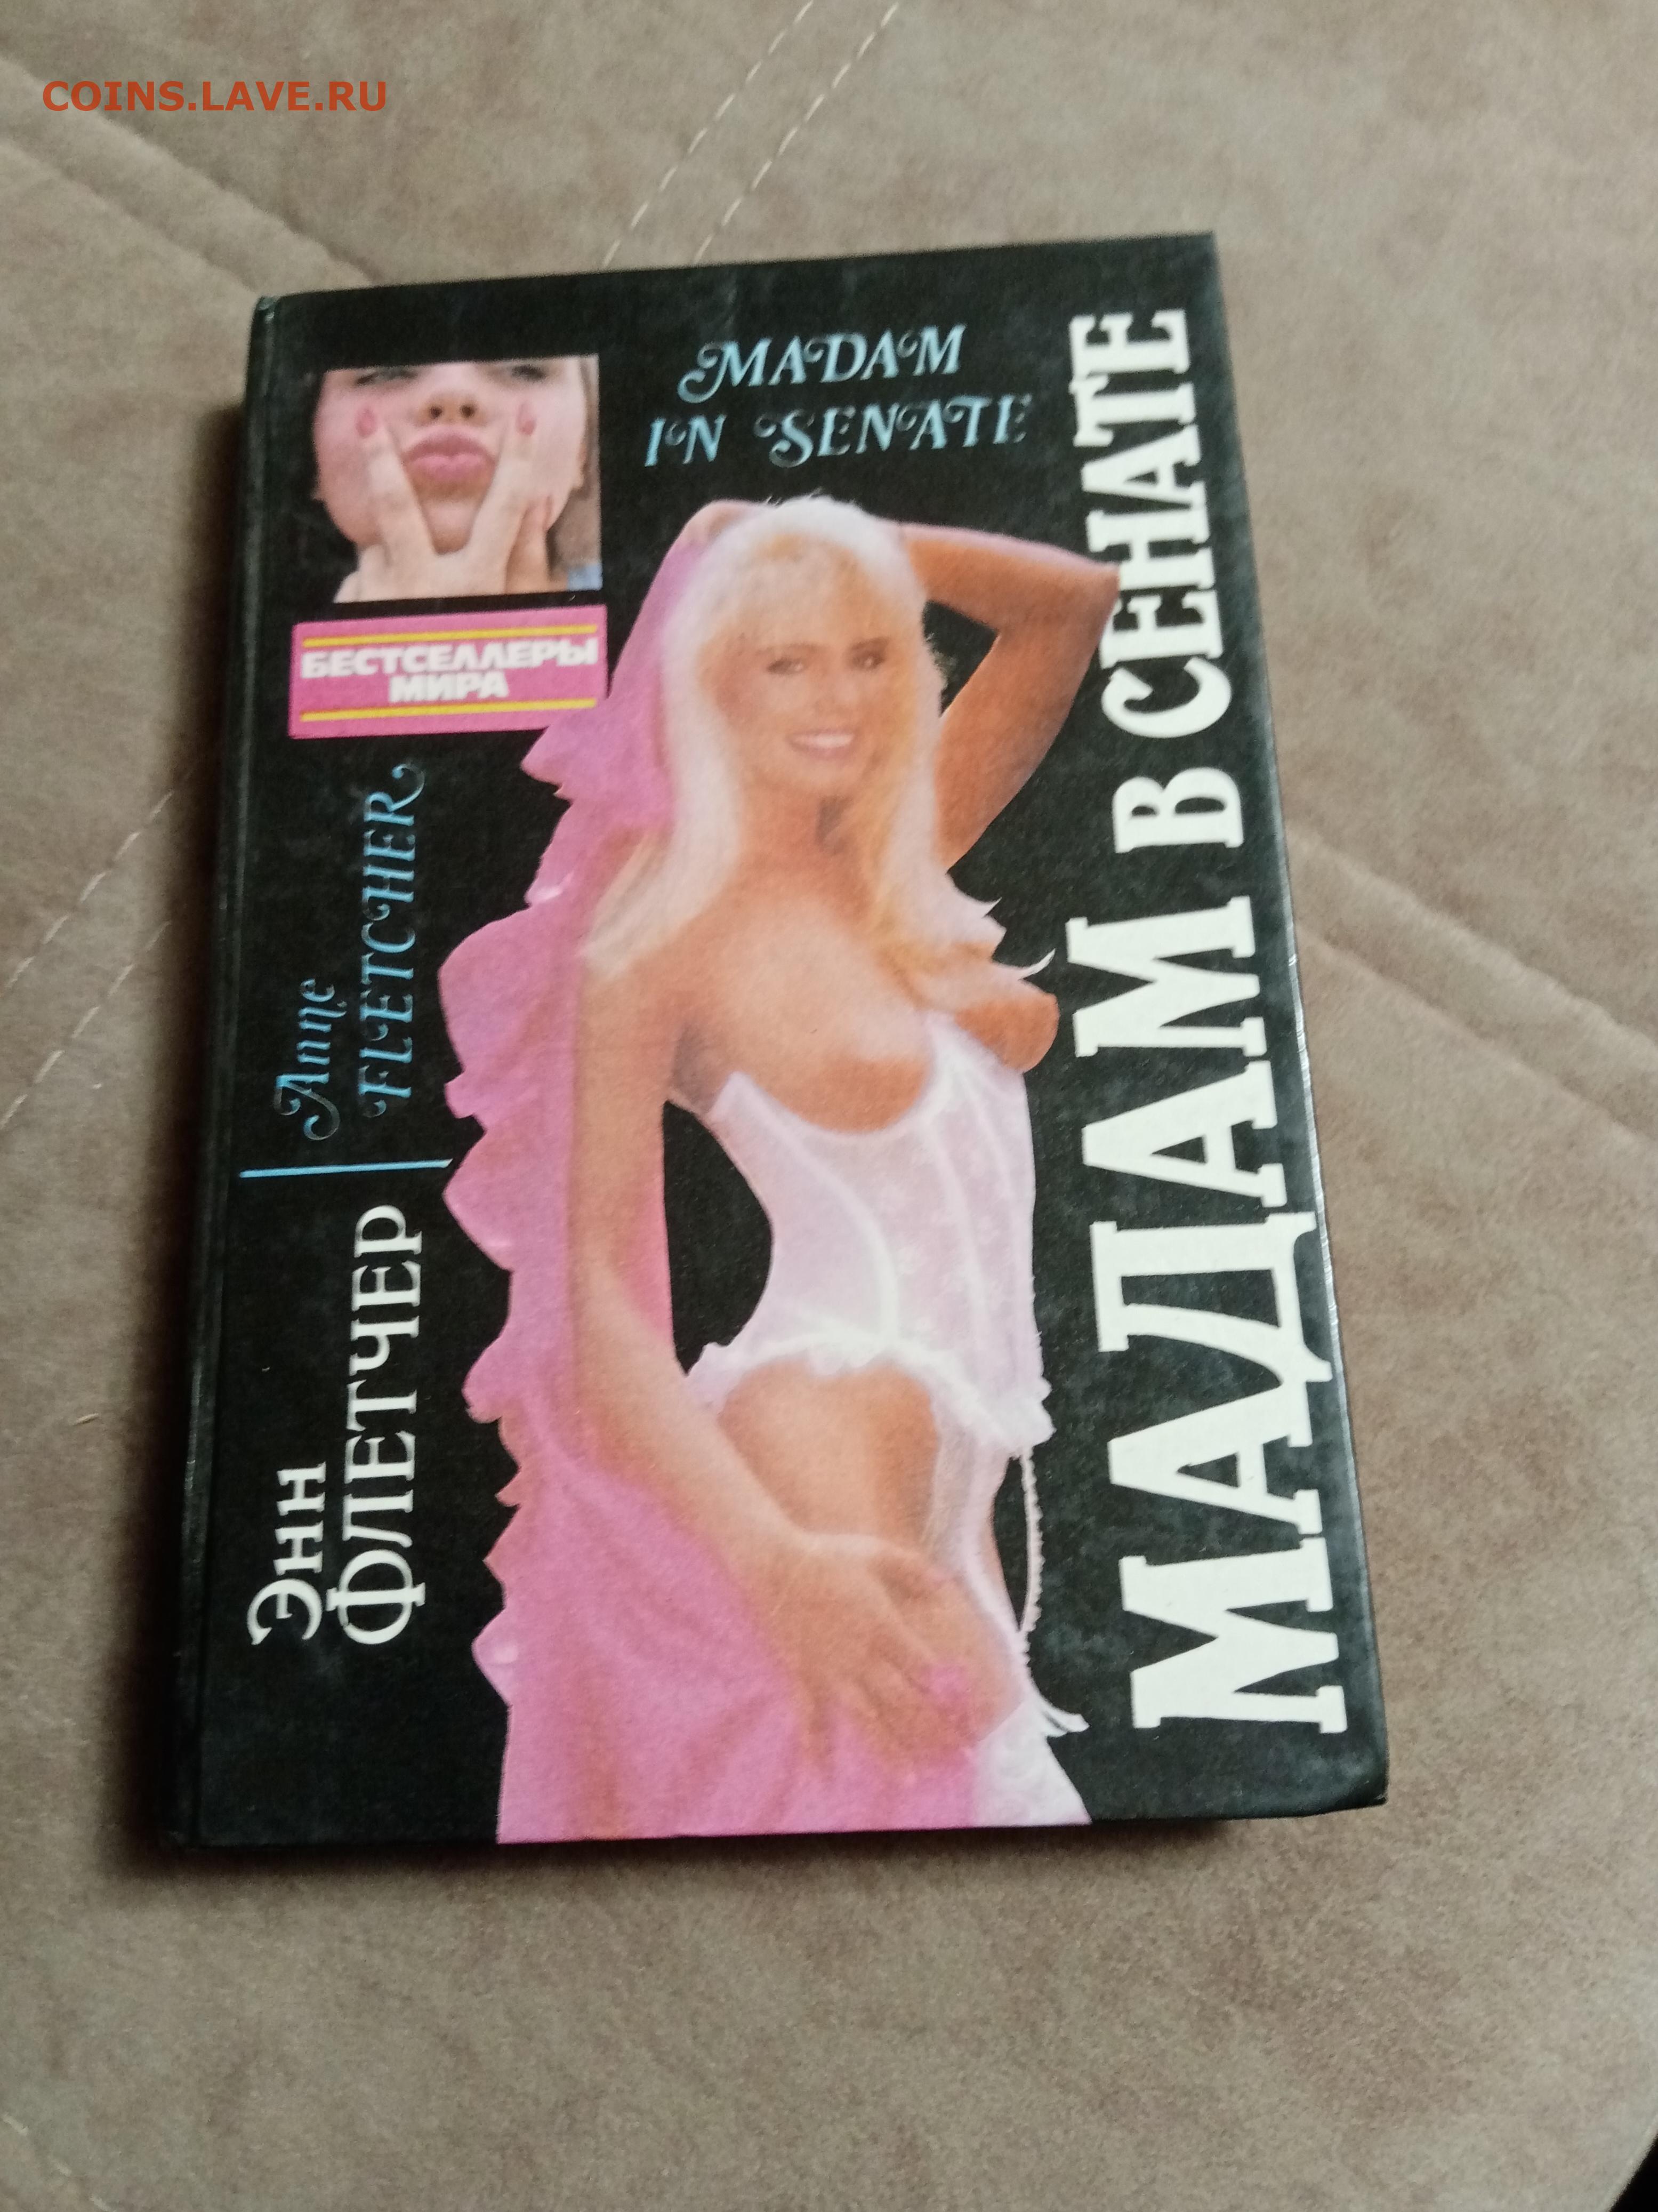 COINS.LAVE.RU
MADAM
IN SENATE
БЕСТСЕЛЛЕРЫ
МИРА
Anne
FLETCHER
Энн
ФЛЕТЧЕР
МАДАМ В СЕНАТЕ